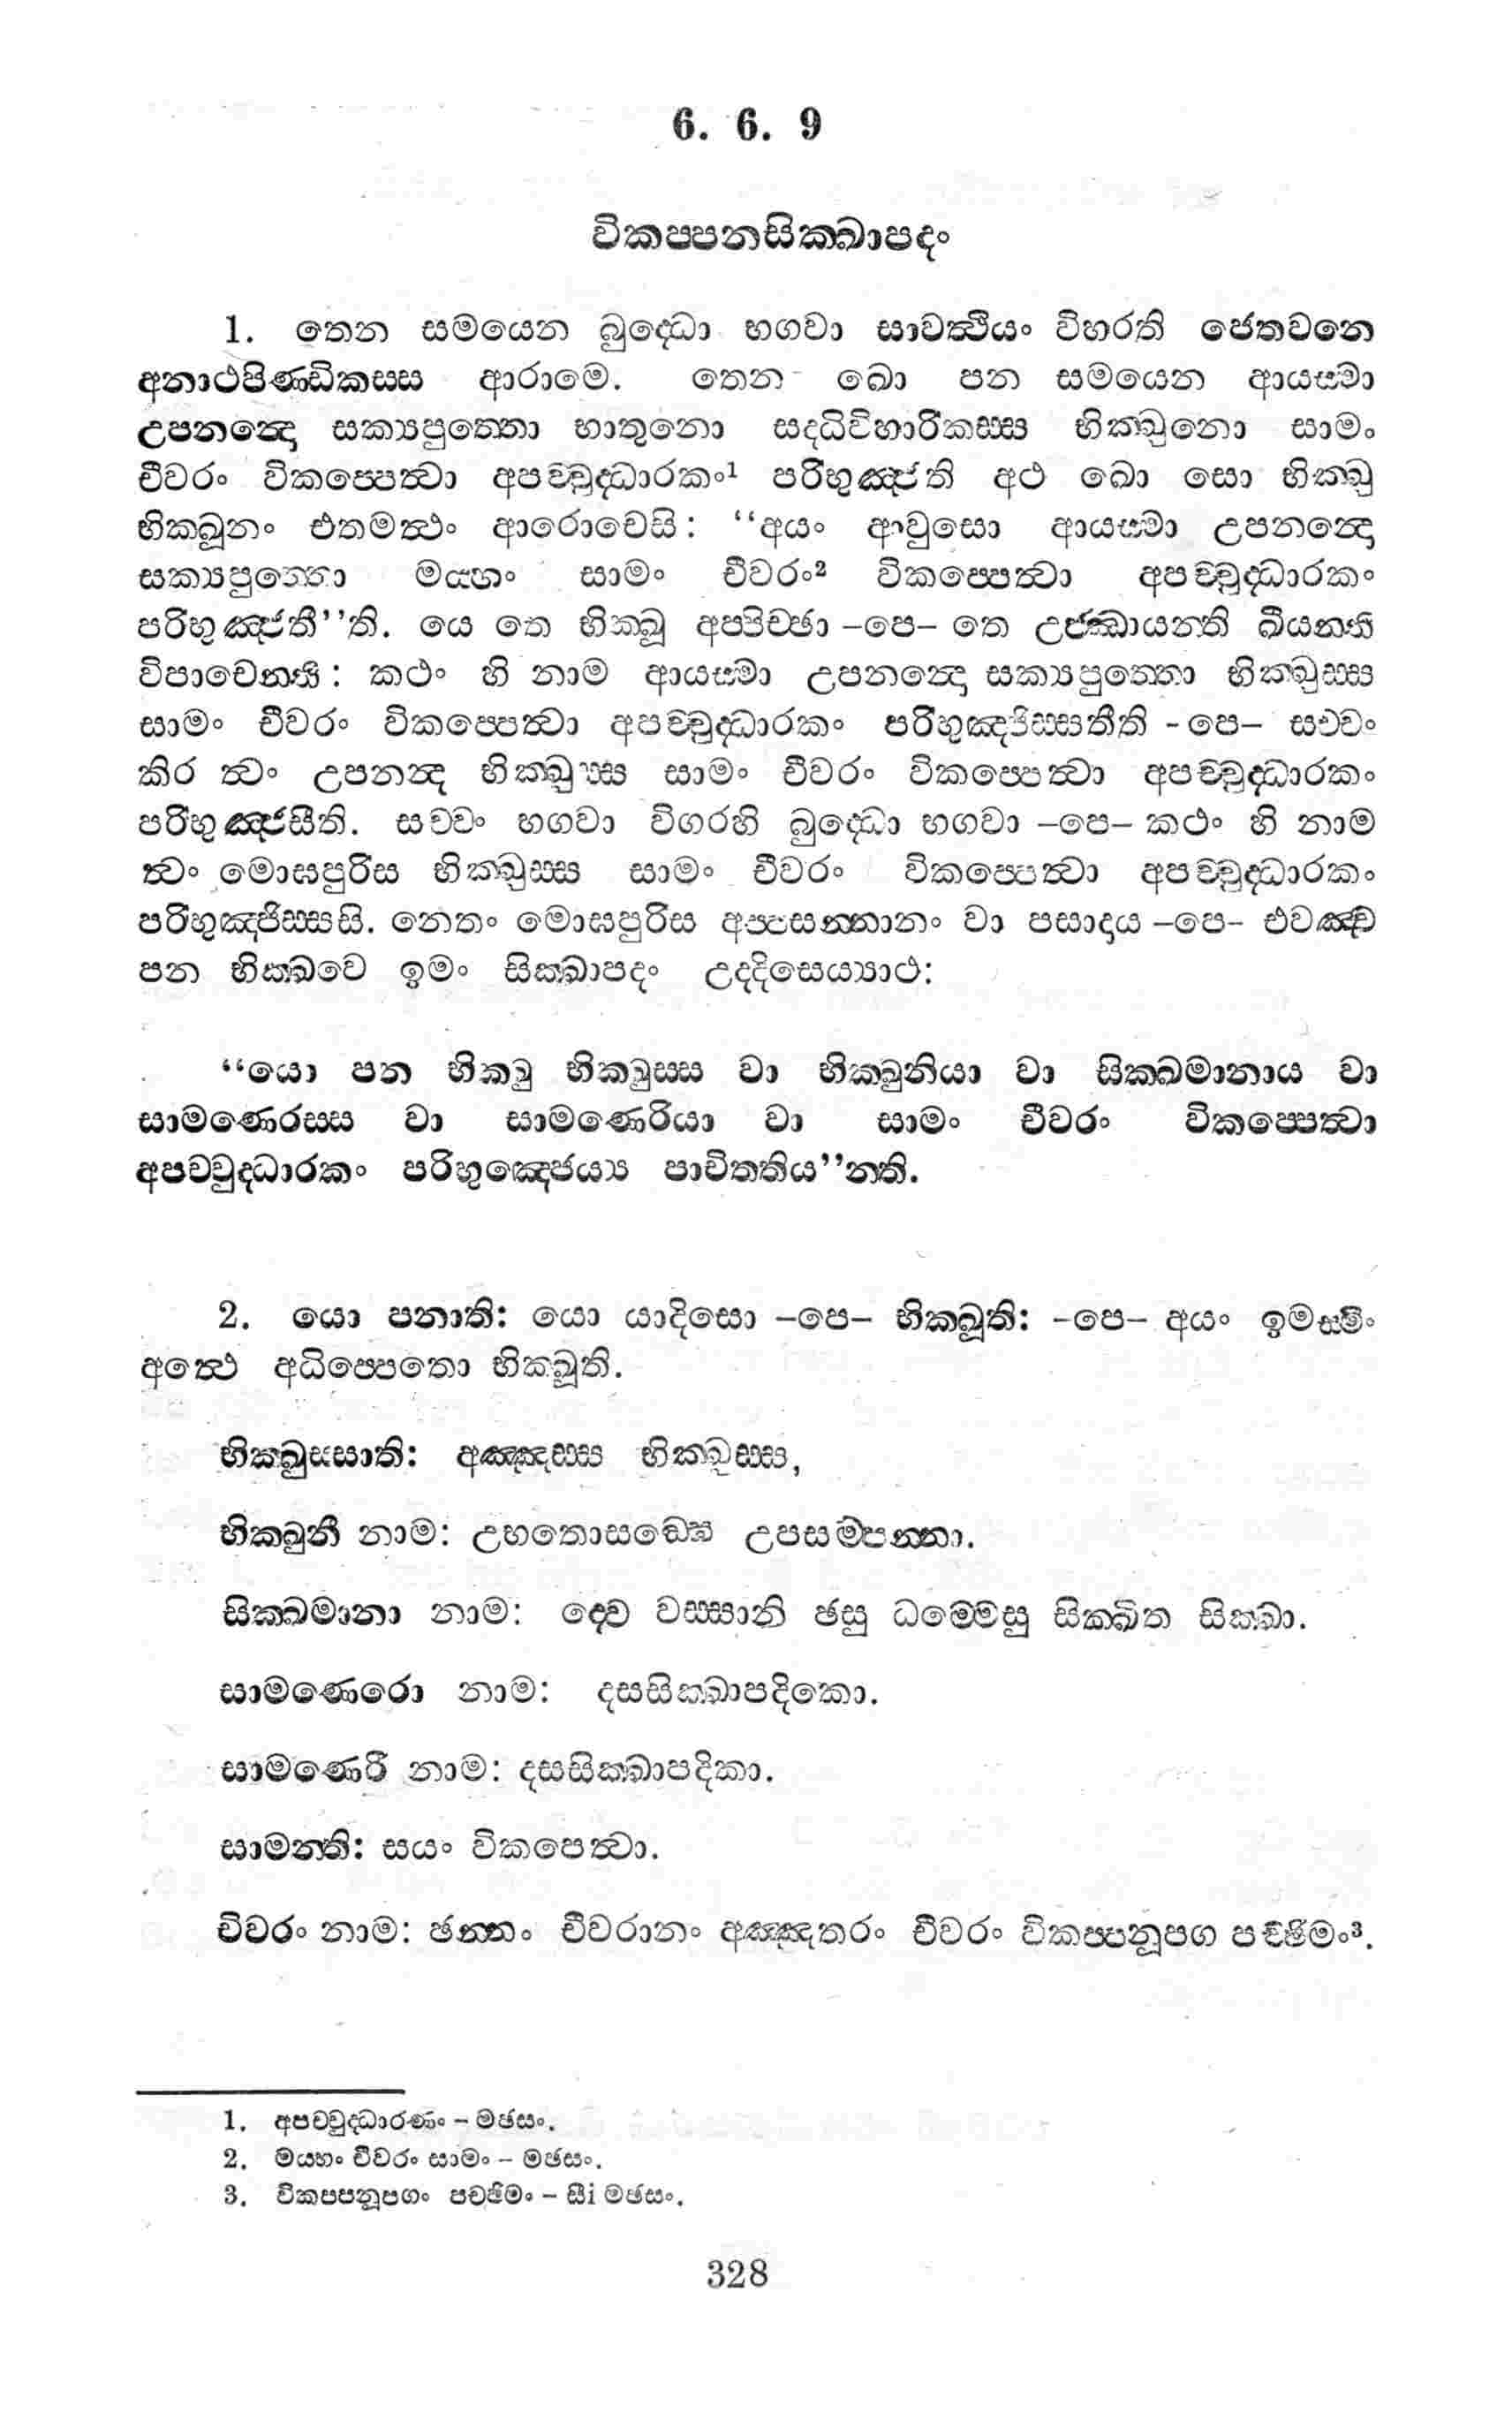 6. 6. 9
විකප්පනසික්ඛාපදං
1. තෙන සමයෙන බුද්ධො භගවා සාවත්ථියං විහරති ජෙතවනෙ
අනාථපිණ්ඩිකස්ස ආරාමෙ. තෙන ඛො පන සමයෙන ආයස්මා
උපනන්දො සක්‍යපුත්තො භාතුනො සද්ධිවිහාරිකස්ස භික්ඛුනො සාමං
චීවරං විකප්පෙත්වා අපච්චුද්ධාරකං¹ පරිභුඤ්ජති අථ ඛො සො භික්ඛු
භික්ඛූනං එතමත්ථං ආරොචෙසි: “අයං ආවුසො ආයස්මා උපනන්දො
සක්‍යපුත්තො මය්හං සාමං චීවරං² විකප්පෙත්වා අපච්චුද්ධාරකං
පරිභුඤ්ජතී’’ති. යෙ තෙ භික්ඛූ අප්පිච්ඡා –පෙ– තෙ උජ්ඣායන්ති ඛීයන්ති
විපාචෙන්ති: කථං හි නාම ආයස්මා උපනන්දො සක්‍යපුත්තො භික්ඛුස්ස
සාමං චීවරං විකප්පෙත්වා අපච්චුද්ධාරකං පරිභුඤ්ජිස්සතීති -පෙ– සච්චං
කිර ත්වං උපනන්ද භික්ඛුස්ස සාමං චීවරං විකප්පෙත්වා අපච්චුද්ධාරකං
පරිභුඤ්ජසීති. සච්චං භගවා විගරහි බුද්ධො භගවා –පෙ– කථං හි නාම
ත්වං මොඝපුරිස භික්ඛුස්ස සාමං චීවරං විකප්පෙත්වා අපච්චුද්ධාරකං
පරිභුඤ්ජිස්සසි. නෙතං මොඝපුරිස අප්පසන්නානං වා පසාදාය –පෙ– එවඤ්ච
පන භික්ඛවෙ ඉමං සික්ඛාපදං උද්දිසෙය්‍යාථ:
“යො පන භික්ඛු භික්ඛුස්ස වා භික්ඛුනියා වා සික්ඛමානාය වා
සාමණෙරස්ස වා සාමණෙරියා වා සාමං චීවරං විකප්පෙත්වා
අපච්චුද්ධාරකං පරිභුඤ්ජෙය්‍ය පාචිත්තිය’’න්ති.
2. යො පනාති: යො යාදිසො –පෙ– භික්ඛූති: -පෙ– අයං ඉමස්මිං
අත්ථෙ අධිප්පෙතො භික්ඛූති.
භික්ඛුස්සාති: අඤ්ඤස්ස භික්ඛුස්ස,
භික්ඛුනී නාම: උභතොසඞ්ඝෙ උපසම්පන්නා.
සික්ඛමානා නාම: ද්වෙ වස්සානි ඡසු ධම්මෙසු සික්ඛිත සික්ඛා.
සාමණෙරො නාම: දසසික්ඛාපදිකො.
සාමණෙරී නාම: දසසික්ඛාපදිකා.
සාමන්ති: සයං විකපෙත්වා.
චිවරං නාම: ඡන්නං චීවරානං අඤ්ඤතරං චීවරං විකප්පනූපග පච්ඡිමං³.
1. අපච්චුද්ධාරණං – මඡසං.
2. මය්හං චීවරං සාමං – මඡසං.
3. විකප්පනූපගං පච්ඡිමං – සීi මඡසං.
328